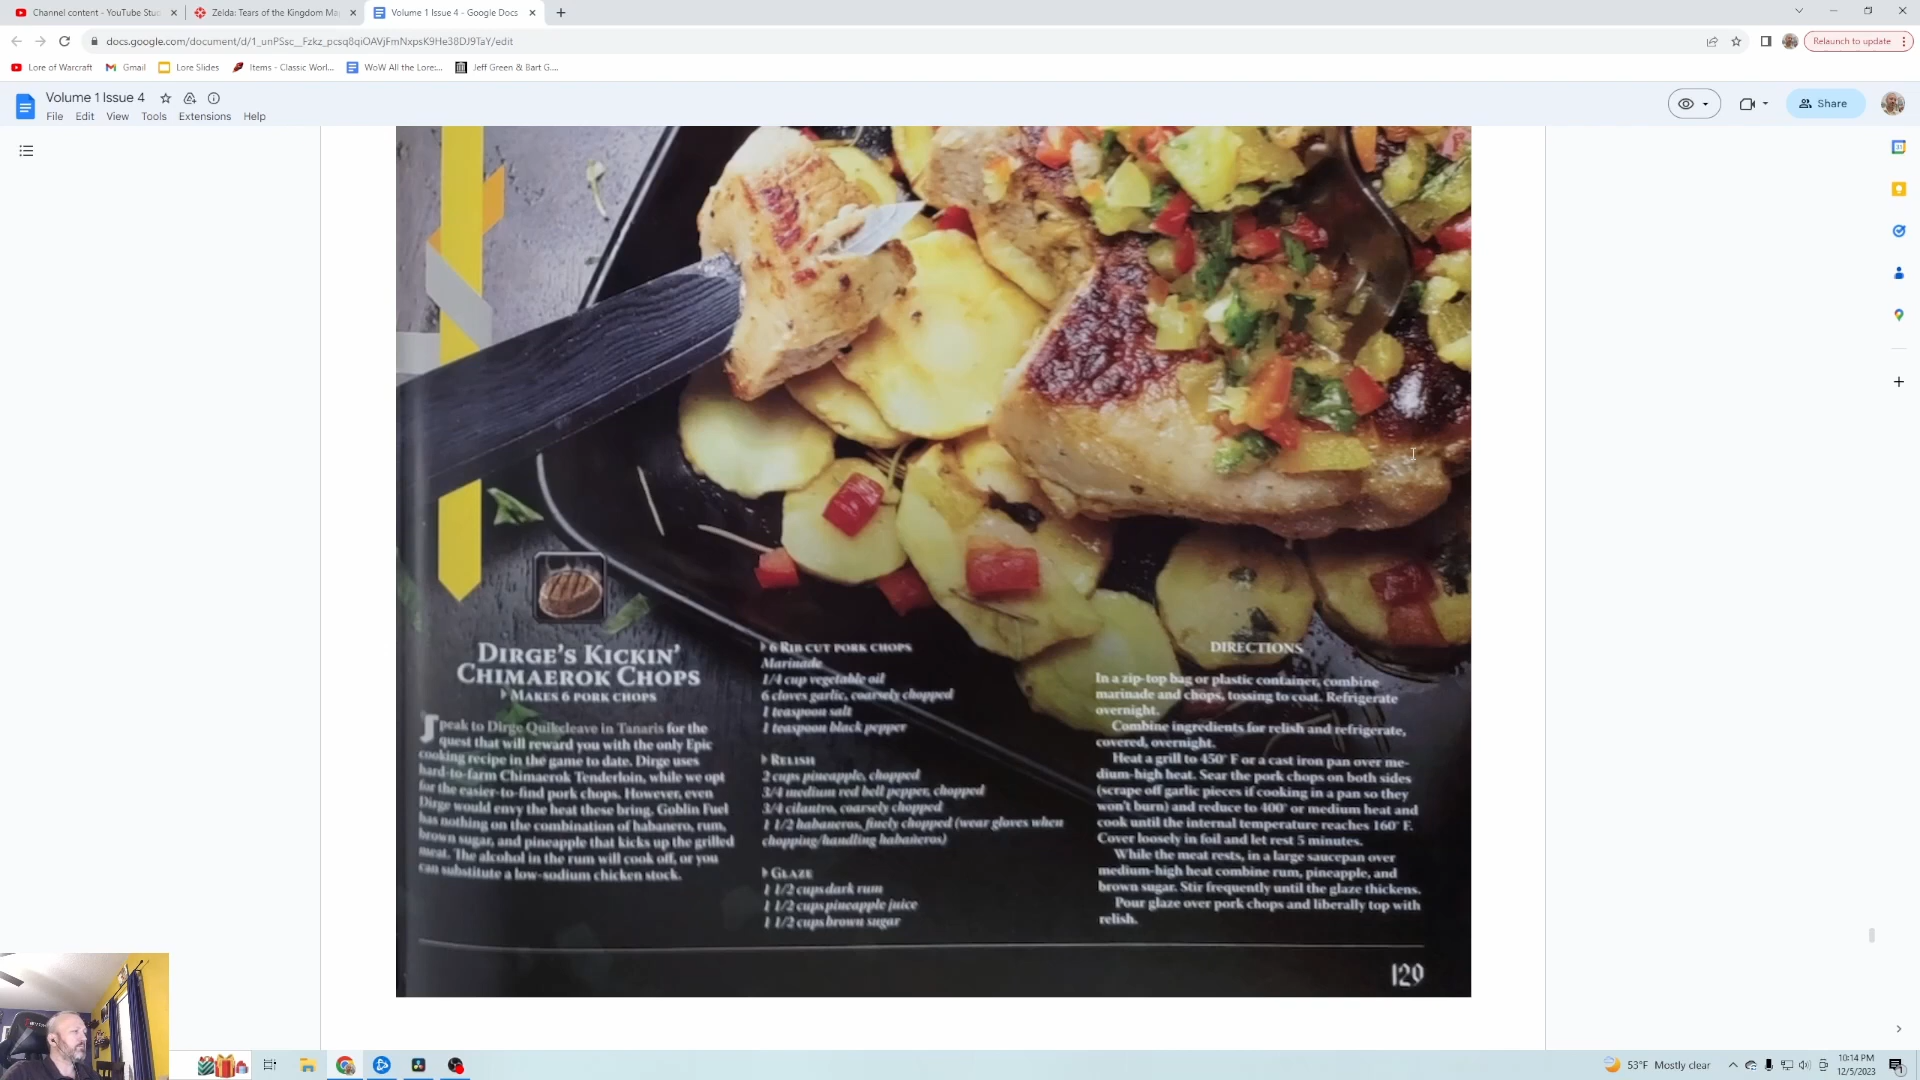 Channel content - YouTube Stu
Zelda: Tears of the Kingdom Ma
Volume 1 Issue 4 - Google Docs
docs.google.com/document/d/1_unPSsc__Fzkz_pcsq8qiOAVjFmNxpsK9He38DJ9TaY/edit
Relaunch to update
Lore of Warcraft
Gmail
Lore Slides
Items - Classic Worl...
WoW All the Lore:...
Jeff Green & Bart G....
Volume 1 Issue 4
File Edit View Tools Extensions Help
Share
DIRGE'S KICKIN'
CHIMAEROK CHOPS
MAKES 6 PORK CHOPS
Speak to Dirge Quikcleave in Tanaris for the
quest that will reward you with the only Epic
cooking recipe in the game to date. Dirge uses
hard-to-farm Chimaerok Tenderloin, while we opt
for the easier-to-find pork chops. However, even
Dirge would envy the heat these bring. Goblin Fuel
has nothing on the combination of habanero, rum,
brown sugar, and pineapple that kicks up the grilled
meat. The alcohol in the rum will cook off, or you
can substitute a low-sodium chicken stock.
6 RIB CUT PORK CHOPS
Marinade
1/4 cup vegetable oil
6 cloves garlic, coarsely chopped
1 teaspoon salt
1 teaspoon black pepper
RELISH
2 cups pineapple, chopped
3/4 medium red bell pepper, chopped
3/4 cilantro, coarsely chopped
1 1/2 habaneros, finely chopped (wear gloves when
chopping/handling habañeros)
GLAZE
1 1/2 cups dark rum
1 1/2 cups pineapple juice
1 1/2 cups brown sugar
DIRECTIONS
In a zip-top bag or plastic container, combine
marinade and chops, tossing to coat. Refrigerate
overnight.
Combine ingredients for relish and refrigerate,
covered, overnight.
Heat a grill to 450° F or a cast iron pan over me-
dium-high heat. Sear the pork chops on both sides
(scrape off garlic pieces if cooking in a pan so they
won't burn) and reduce to 400° or medium heat and
cook until the internal temperature reaches 160° F.
Cover loosely in foil and let rest 5 minutes.
While the meat rests, in a large saucepan over
medium-high heat combine rum, pineapple, and
brown sugar. Stir frequently until the glaze thickens.
Pour glaze over pork chops and liberally top with
relish.
129
53°F Mostly clear
10:14 PM
12/5/2023